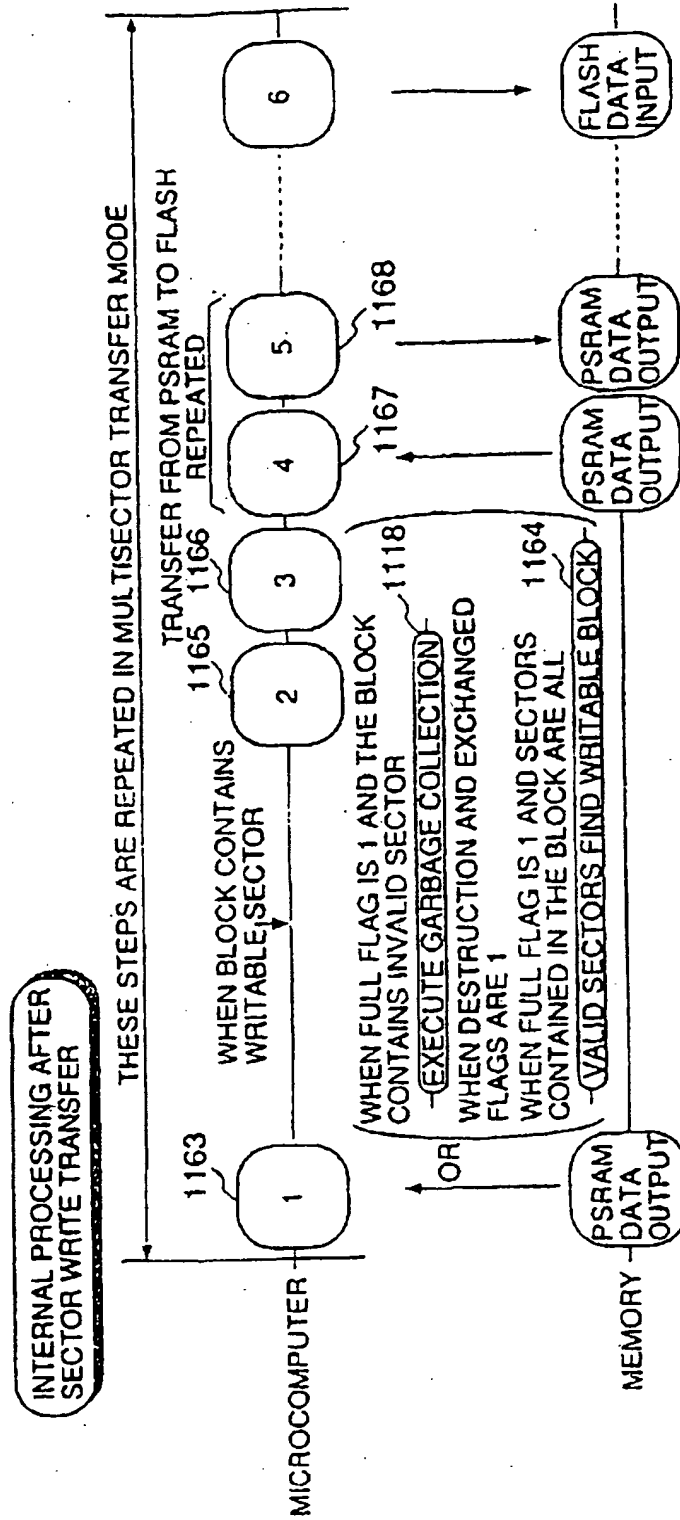 INTERNAL PROCESSING AFTER
SECTOR WRITE TRANSFER
THESE STEPS ARE REPEATED IN MULTISECTOR TRANSFER MODE
TRANSFER FROM PSRAM TO FLASH
REPEATED
WHEN BLOCK CONTAINS
WRITABLE SECTOR
1163
1165
1166
1167
1168
MICROCOMPUTER
1
2
3
4
5
6
OR
WHEN FULL FLAG IS 1 AND THE BLOCK
CONTAINS INVALID SECTOR
1118
EXECUTE GARBAGE COLLECTION
WHEN DESTRUCTION AND EXCHANGED
FLAGS ARE 1
WHEN FULL FLAG IS 1 AND SECTORS
CONTAINED IN THE BLOCK ARE ALL
1164
VALID SECTORS FIND WRITABLE BLOCK
MEMORY
PSRAM
DATA
OUTPUT
PSRAM
DATA
OUTPUT
PSRAM
DATA
OUTPUT
FLASH
DATA
INPUT